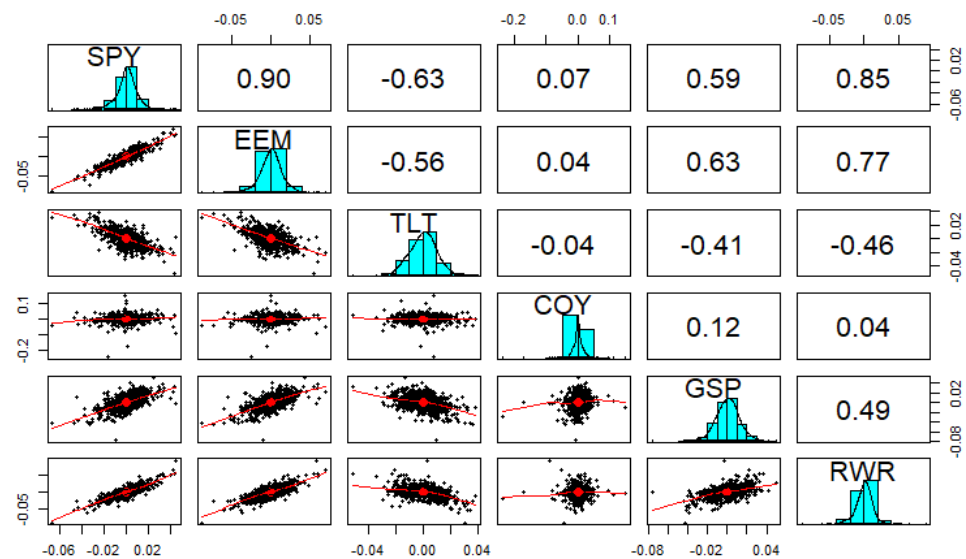 -0.05 0.05 -0.2 0.0 0.1 -0.05 0.05
SPY 0.90 -0.63 0.07 0.59 0.85 -0.06 0.02
-0.05 EEM -0.56 0.04 0.63 0.77
TLT -0.04 -0.41 -0.46 -0.04 0.02
-0.2 0.1 COY 0.12 0.04
GSP 0.49 -0.08 0.02
-0.05 RWR
-0.06 -0.02 0.02 -0.04 0.00 0.04 -0.08 -0.02 0.04